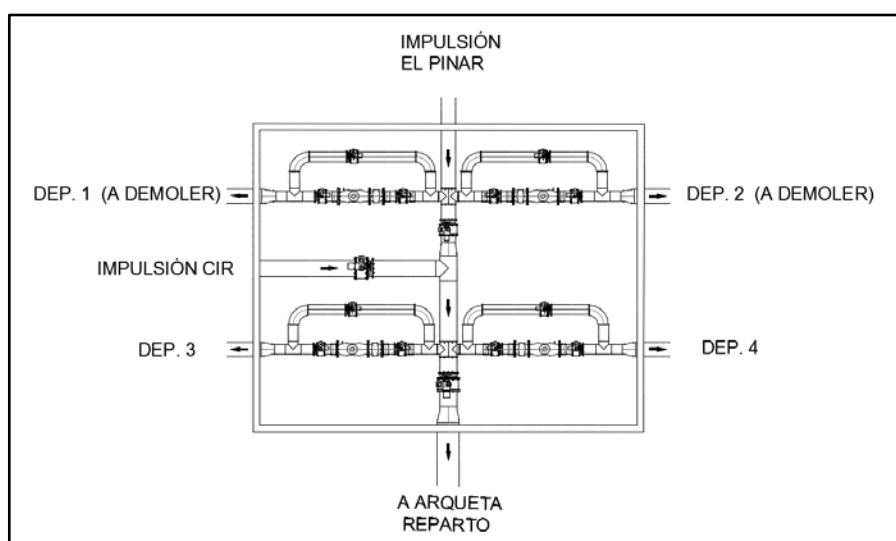 IMPULSIÓN
EL PINAR
DEP. 1 (A DEMOLER)
DEP. 2 (A DEMOLER)
IMPULSIÓN CIR
DEP. 3
DEP. 4
A ARQUETA
REPARTO